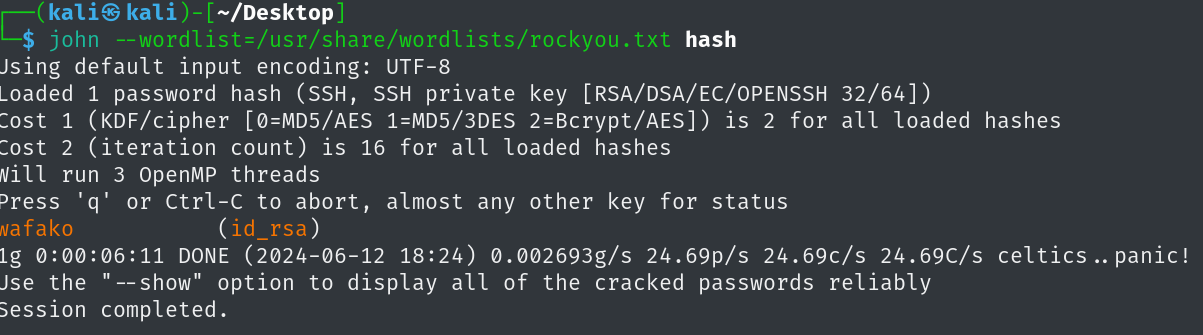 ┌──(kali㉿kali)-[~/Desktop]
└─$ john --wordlist=/usr/share/wordlists/rockyou.txt hash
Using default input encoding: UTF-8
Loaded 1 password hash (SSH, SSH private key [RSA/DSA/EC/OPENSSH 32/64])
Cost 1 (KDF/cipher [0=MD5/AES 1=MD5/3DES 2=Bcrypt/AES]) is 2 for all loaded hashes
Cost 2 (iteration count) is 16 for all loaded hashes
Will run 3 OpenMP threads
Press 'q' or Ctrl-C to abort, almost any other key for status
wafako           (id_rsa)
1g 0:00:06:11 DONE (2024-06-12 18:24) 0.002693g/s 24.69p/s 24.69c/s 24.69C/s celtics..panic!
Use the "--show" option to display all of the cracked passwords reliably
Session completed.